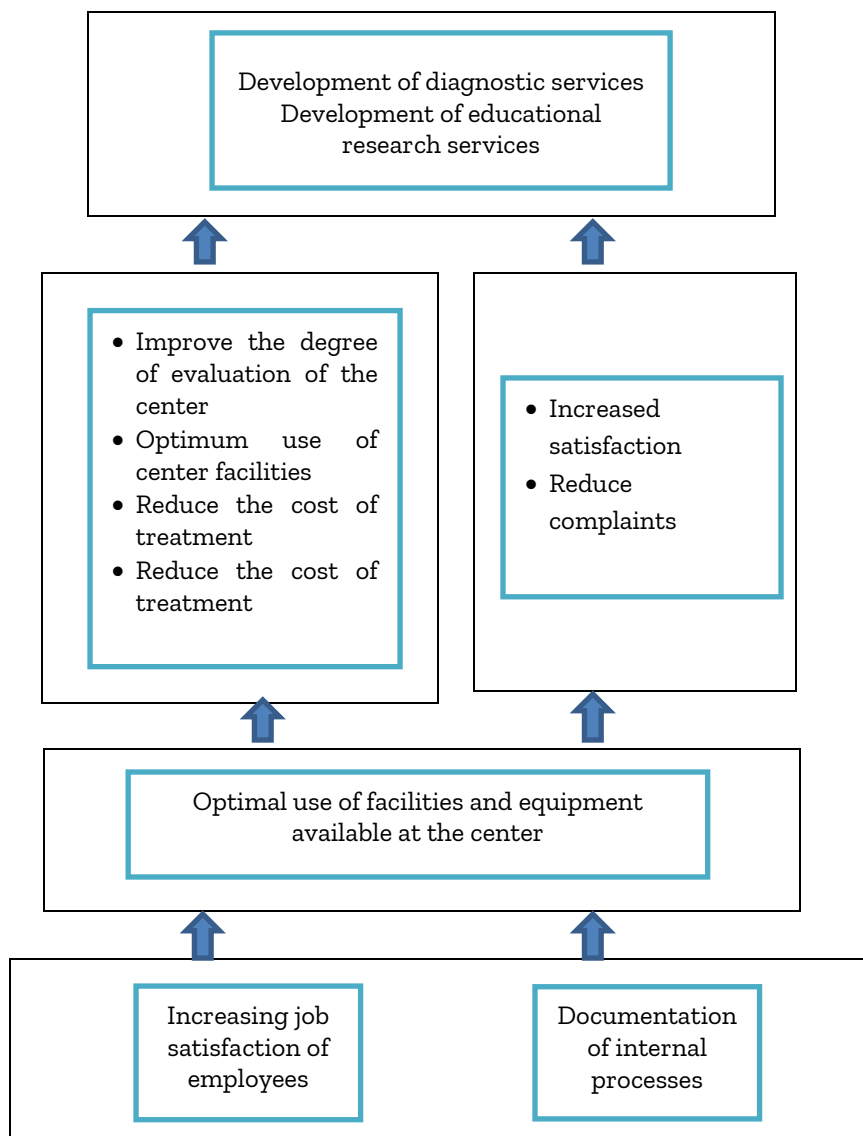 Development of diagnostic services
Development of educational
research services
• Improve the degree
of evaluation of the
center
• Optimum use of
center facilities
• Reduce the cost of
treatment
• Reduce the cost of
treatment
• Increased
satisfaction
• Reduce
complaints
Optimal use of facilities and equipment
available at the center
Increasing job
satisfaction of
employees
Documentation
of internal
processes